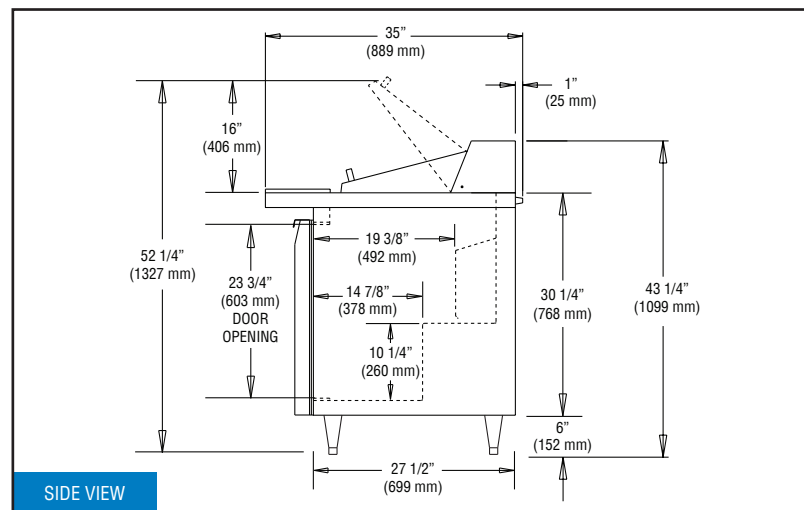 35”
(889 mm)
1”
(25 mm)
16”
(406 mm)
52 1/4”
(1327 mm)
19 3/8”
(492 mm)
23 3/4”
(603 mm)
DOOR
OPENING
14 7/8”
(378 mm)
30 1/4”
(768 mm)
43 1/4”
(1099 mm)
10 1/4”
(260 mm)
6”
(152 mm)
27 1/2”
(699 mm)
SIDE VIEW